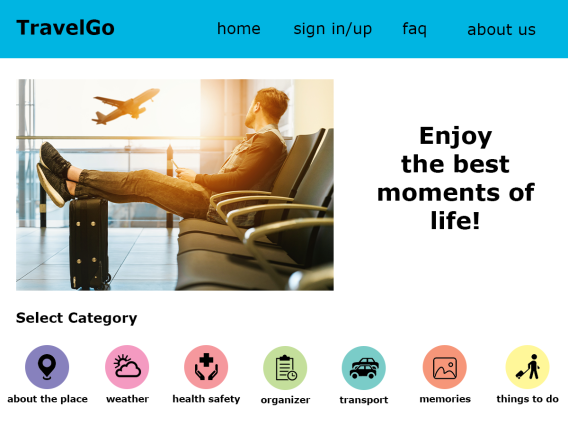 TravelGo home sign in/up faq about us
Enjoy
the best
moments of
life!
Select Category
about the place weather health safety organizer transport memories things to do